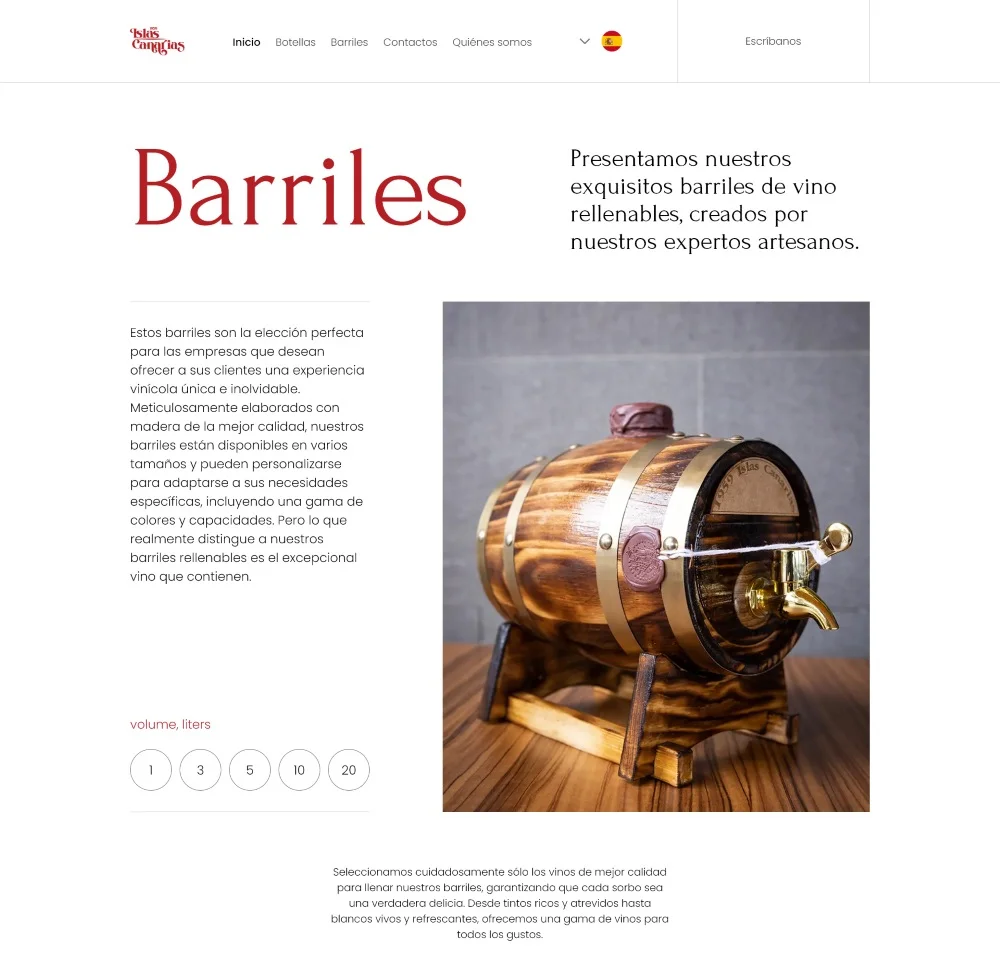 Islas
Canarias
Inicio Botellas Barriles Contactos Quiénes somos
Escríbanos
Barriles
Presentamos nuestros
exquisitos barriles de vino
rellenables, creados por
nuestros expertos artesanos.
Estos barriles son la elección perfecta
para las empresas que desean
ofrecer a sus clientes una experiencia
vinícola única e inolvidable.
Meticulosamente elaborados con
madera de la mejor calidad, nuestros
barriles están disponibles en varios
tamaños y pueden personalizarse
para adaptarse a sus necesidades
específicas, incluyendo una gama de
colores y capacidades. Pero lo que
realmente distingue a nuestros
barriles rellenables es el excepcional
vino que contienen.
1959 Islas Canarias
volume, liters
1 3 5 10 20
Seleccionamos cuidadosamente sólo los vinos de mejor calidad
para llenar nuestros barriles, garantizando que cada sorbo sea
una verdadera delicia. Desde tintos ricos y atrevidos hasta
blancos vivos y refrescantes, ofrecemos una gama de vinos para
todos los gustos.